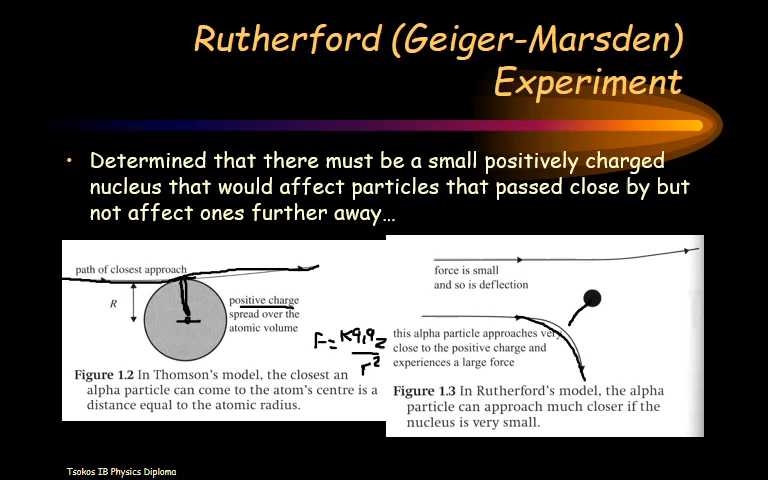 Rutherford (Geiger-Marsden)
Experiment
• Determined that there must be a small positively charged
nucleus that would affect particles that passed close by but
not affect ones further away…
path of closest approach
R
positive charge
spread over the
atomic volume
F=Kq1q2
r²
Figure 1.2 In Thomson's model, the closest an
alpha particle can come to the atom's centre is a
distance equal to the atomic radius.
force is small
and so is deflection
this alpha particle approaches very
close to the positive charge and
experiences a large force
Figure 1.3 In Rutherford's model, the alpha
particle can approach much closer if the
nucleus is very small.
Tsokos IB Physics Diploma